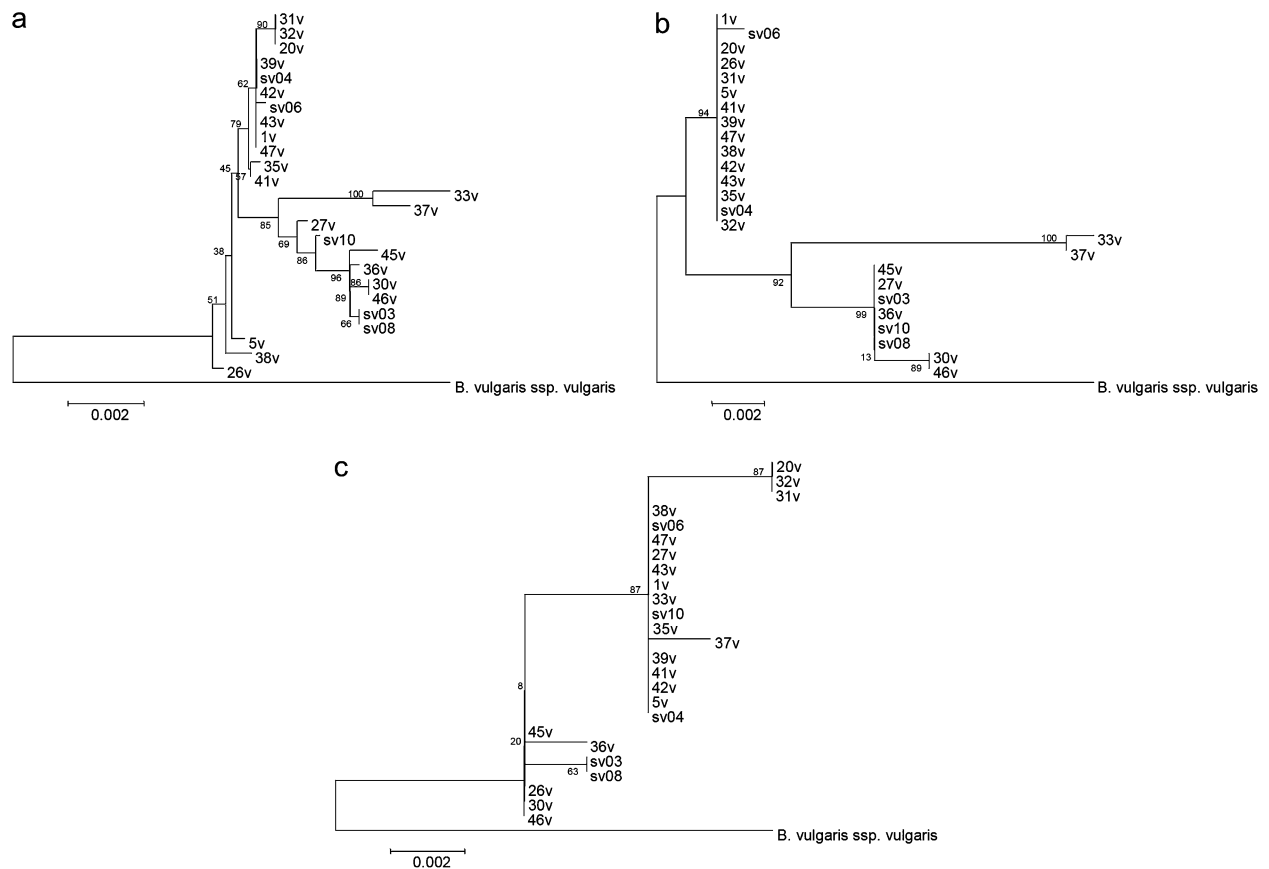 a
90
31v
32v
20v
39v
sv04
62
42v
sv06
79
43v
1v
47v
35v
45
57
41v
100
33v
37v
85
27v
69
sv10
86
45v
38
96
36v
86
30v
89
46v
51
66
sv03
sv08
5v
38v
26v
B. vulgaris ssp. vulgaris
0.002
b
1v
sv06
20v
26v
31v
5v
41v
94
39v
47v
38v
42v
43v
35v
sv04
32v
100
33v
37v
92
45v
27v
sv03
99
36v
sv10
sv08
13
30v
89
46v
B. vulgaris ssp. vulgaris
0.002
c
87
20v
32v
31v
38v
sv06
47v
27v
43v
87
1v
33v
sv10
35v
37v
39v
41v
42v
8
5v
sv04
45v
20
36v
sv03
63
sv08
26v
30v
46v
B. vulgaris ssp. vulgaris
0.002